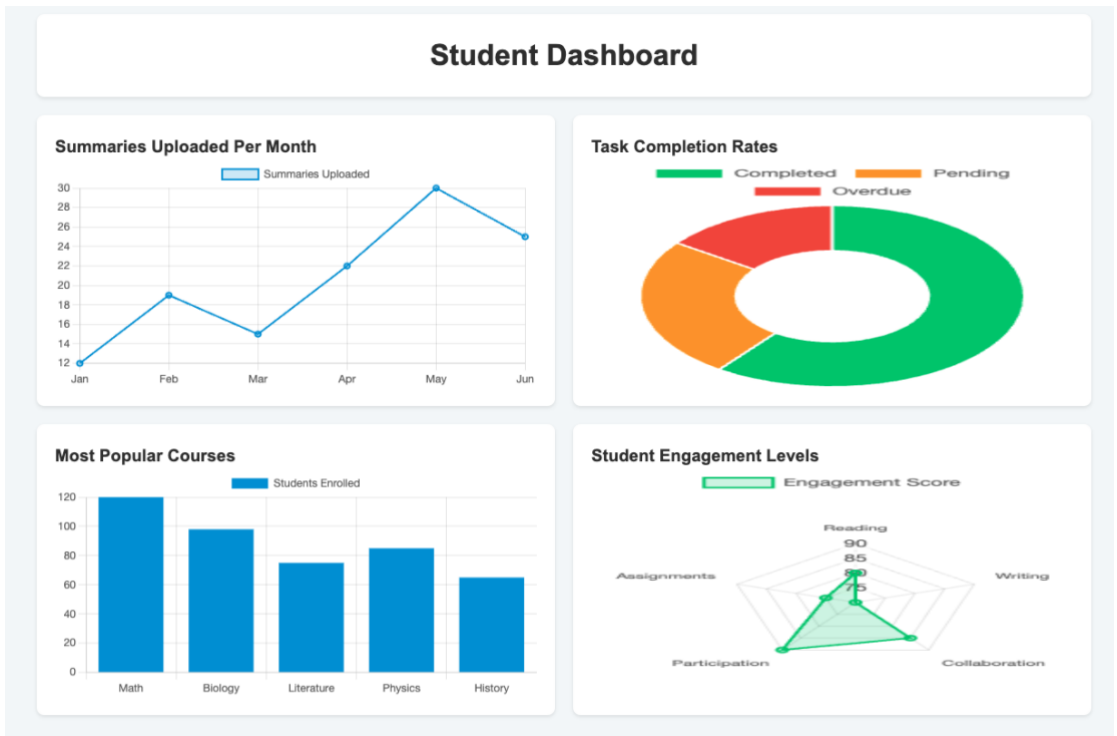 Student Dashboard
Summaries Uploaded Per Month
Summaries Uploaded
30
28
26
24
22
20
18
16
14
12
Jan Feb Mar Apr May Jun
Task Completion Rates
Completed Pending
Overdue
Most Popular Courses
Students Enrolled
120
100
80
60
40
20
0
Math Biology Literature Physics History
Student Engagement Levels
Engagement Score
Reading
90
85
80
75
Assignments Writing
Participation Collaboration